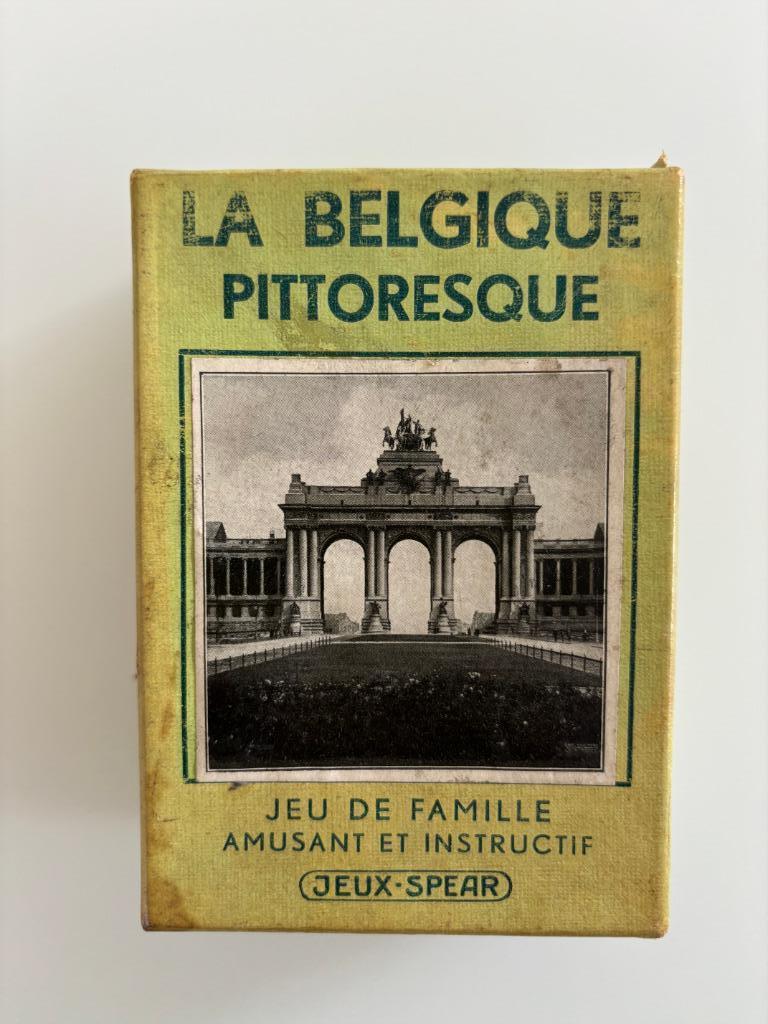 LA BELGIQUE
PITTORESQUE
JEU DE FAMILLE
AMUSANT ET INSTRUCTIF
JEUX-SPEAR